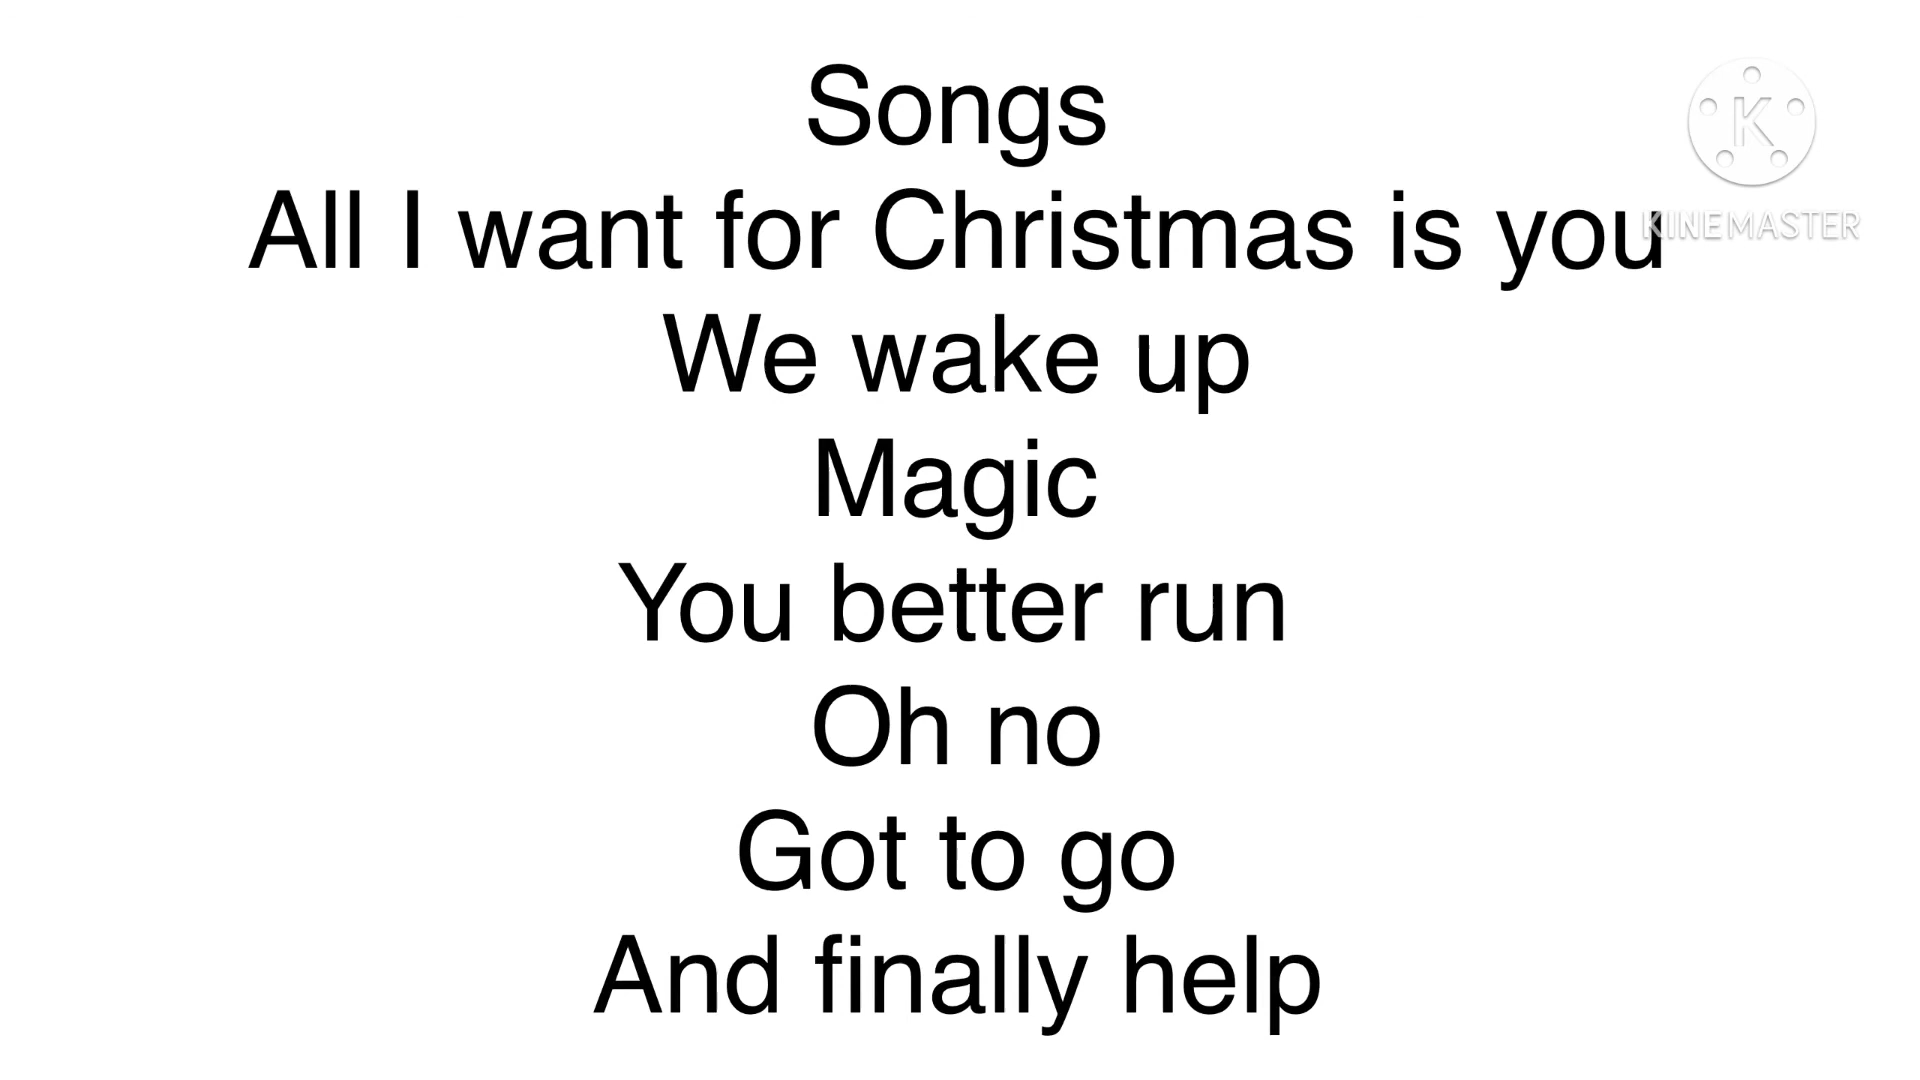 Songs
All I want for Christmas is you
We wake up
Magic
You better run
Oh no
Got to go
And finally help
K
KINEMASTER